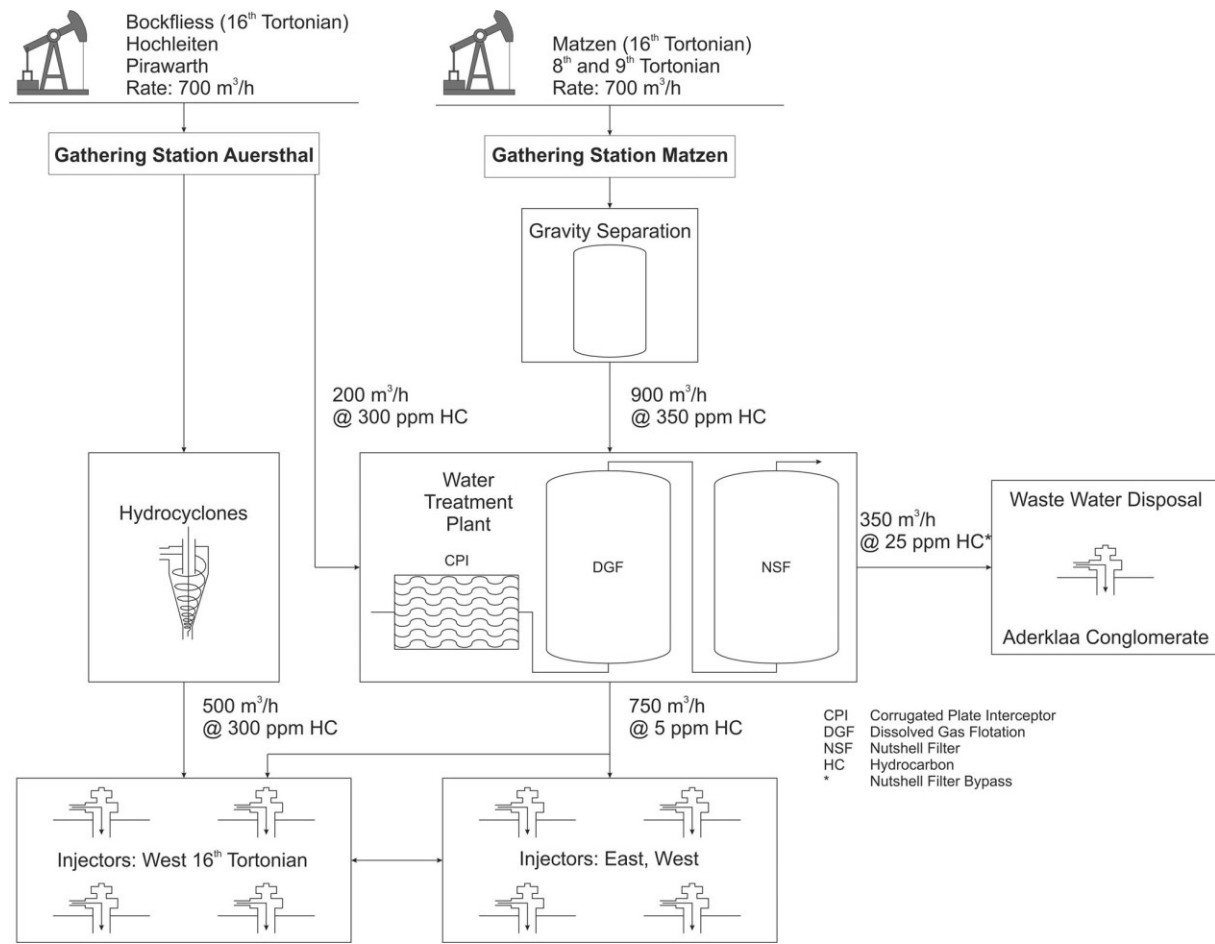 Bockfliess (16th Tortonian)
Hochleiten
Pirawarth
Rate: 700 m³/h
Matzen (16th Tortonian)
8th and 9th Tortonian
Rate: 700 m³/h
Gathering Station Auersthal
Gathering Station Matzen
Gravity Separation
200 m³/h
@ 300 ppm HC
900 m³/h
@ 350 ppm HC
Hydrocyclones
Water
Treatment
Plant
CPI
DGF
NSF
350 m³/h
@ 25 ppm HC*
Waste Water Disposal
Aderklaa Conglomerate
500 m³/h
@ 300 ppm HC
750 m³/h
@ 5 ppm HC
CPI Corrugated Plate Interceptor
DGF Dissolved Gas Flotation
NSF Nutshell Filter
HC Hydrocarbon
* Nutshell Filter Bypass
Injectors: West 16th Tortonian
Injectors: East, West